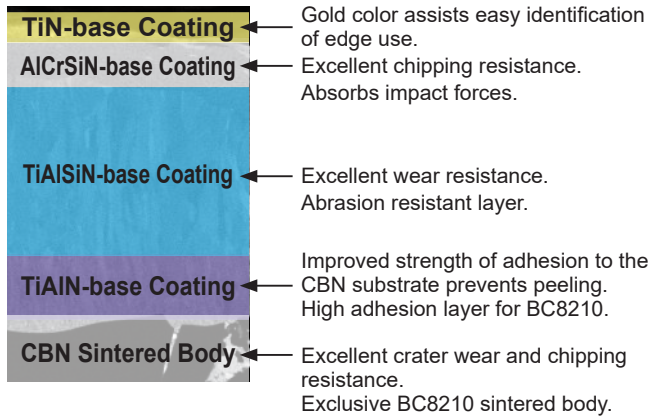 TiN-base Coating
Gold color assists easy identification
of edge use.
AlCrSiN-base Coating
Excellent chipping resistance.
Absorbs impact forces.
TiAlSiN-base Coating
Excellent wear resistance.
Abrasion resistant layer.
TiAlN-base Coating
Improved strength of adhesion to the
CBN substrate prevents peeling.
High adhesion layer for BC8210.
CBN Sintered Body
Excellent crater wear and chipping
resistance.
Exclusive BC8210 sintered body.